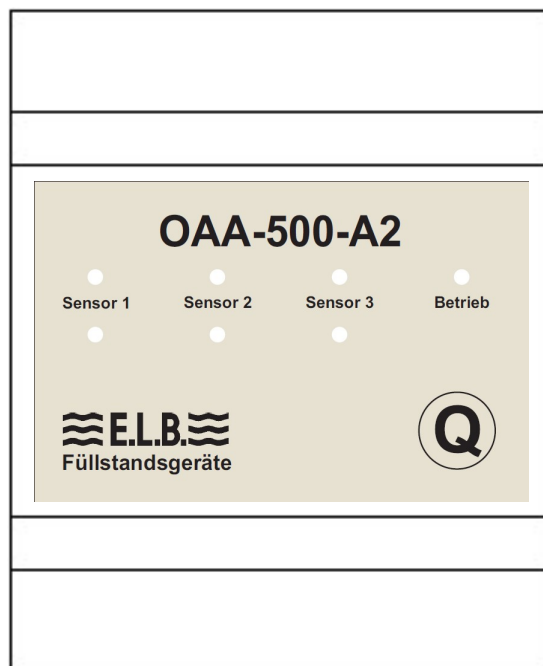 OAA-500-A2
Sensor 1 Sensor 2 Sensor 3 Betrieb
E.L.B.
Füllstandsgeräte
Q